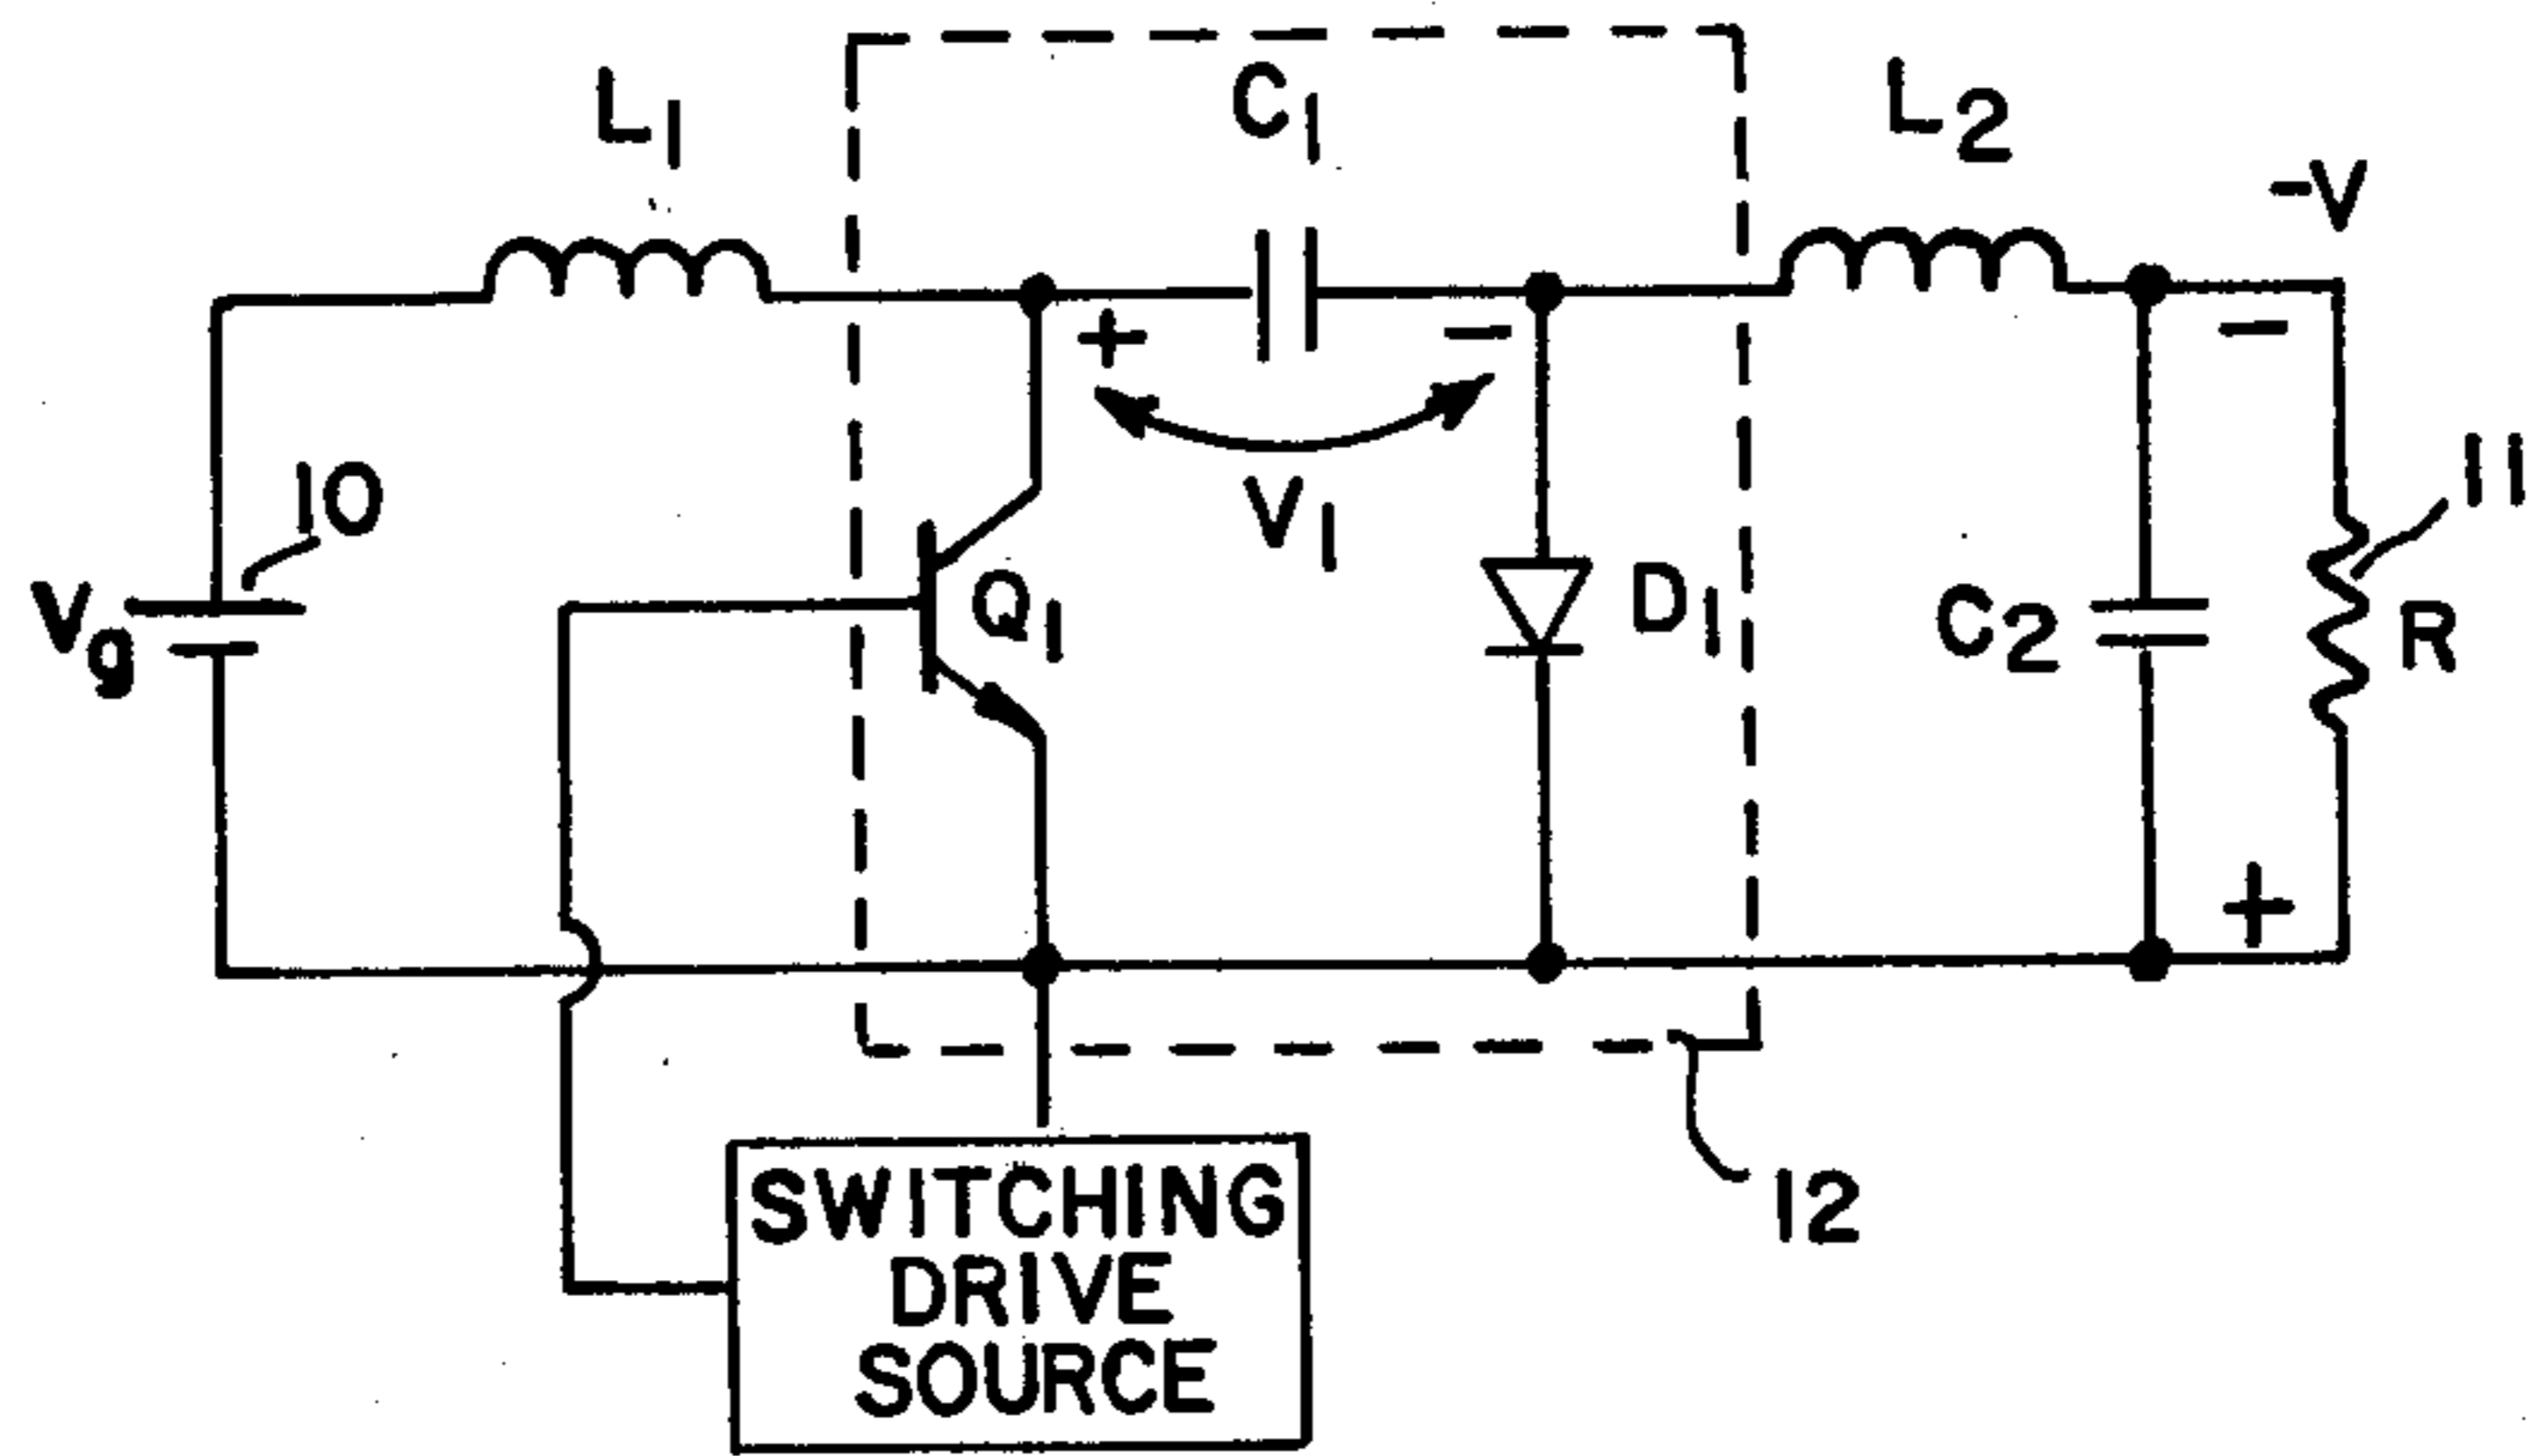 L1
C1
L2
-V
+
-
-
10
V1
11
Vg
Q1
D1
C2
R
+
12
SWITCHING
DRIVE
SOURCE